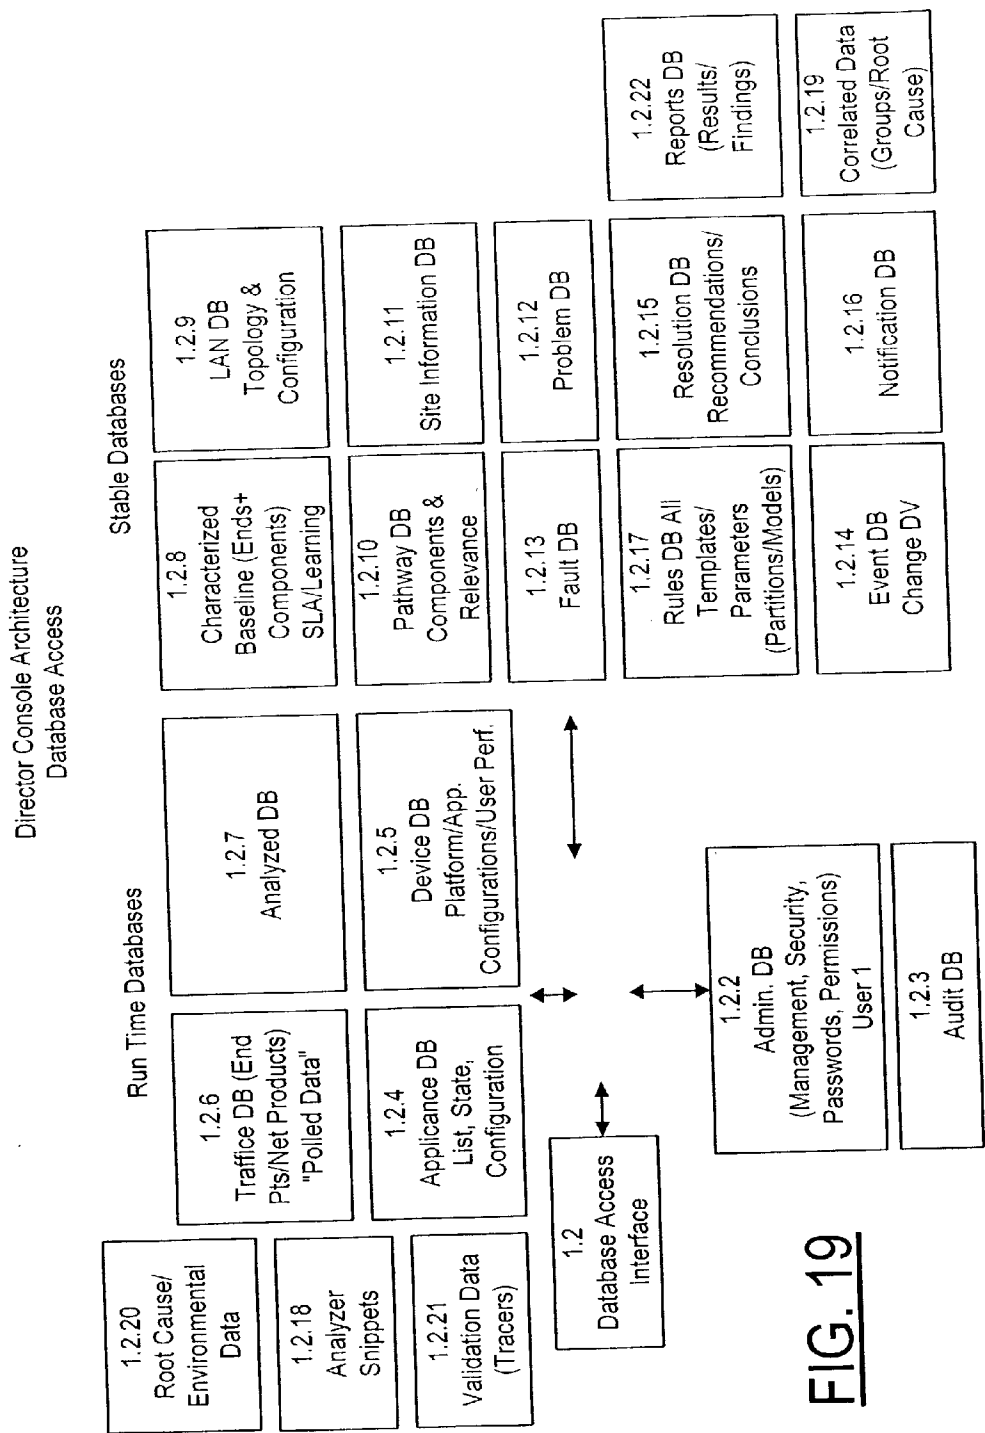 Director Console Architecture
Database Access
Run Time Databases
Stable Databases
1.2.20
Root Cause/
Environmental
Data
1.2.18
Analyzer
Snippets
1.2.21
Validation Data
(Tracers)
1.2.6
Traffice DB (End
Pts/Net Products)
"Polled Data"
1.2.4
Applicance DB
List, State,
Configuration
1.2.7
Analyzed DB
1.2.5
Device DB
Platform/App.
Configurations/User Perf.
1.2.8
Characterized
Baseline (Ends+
Components)
SLA/Learning
1.2.9
LAN DB
Topology &
Configuration
1.2.10
Pathway DB
Components &
Relevance
1.2.11
Site Information DB
1.2.13
Fault DB
1.2.12
Problem DB
1.2.17
Rules DB All
Templates/
Parameters
(Partitions/Models)
1.2.15
Resolution DB
Recommendations/
Conclusions
1.2.22
Reports DB
(Results/
Findings)
1.2.14
Event DB
Change DV
1.2.16
Notification DB
1.2.19
Correlated Data
(Groups/Root
Cause)
1.2
Database Access
Interface
1.2.2
Admin. DB
(Management, Security,
Passwords, Permissions)
User 1
1.2.3
Audit DB
FIG. 19